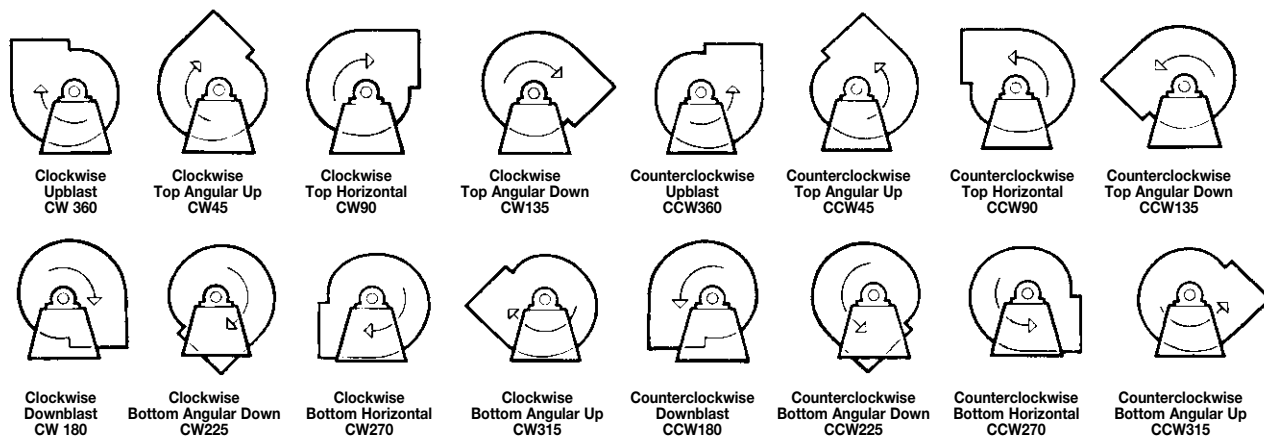 Clockwise
Upblast
CW 360
Clockwise
Top Angular Up
CW45
Clockwise
Top Horizontal
CW90
Clockwise
Top Angular Down
CW135
Counterclockwise
Upblast
CCW360
Counterclockwise
Top Angular Up
CCW45
Counterclockwise
Top Horizontal
CCW90
Counterclockwise
Top Angular Down
CCW135
Clockwise
Downblast
CW 180
Clockwise
Bottom Angular Down
CW225
Clockwise
Bottom Horizontal
CW270
Clockwise
Bottom Angular Up
CW315
Counterclockwise
Downblast
CCW180
Counterclockwise
Bottom Angular Down
CCW225
Counterclockwise
Bottom Horizontal
CCW270
Counterclockwise
Bottom Angular Up
CCW315